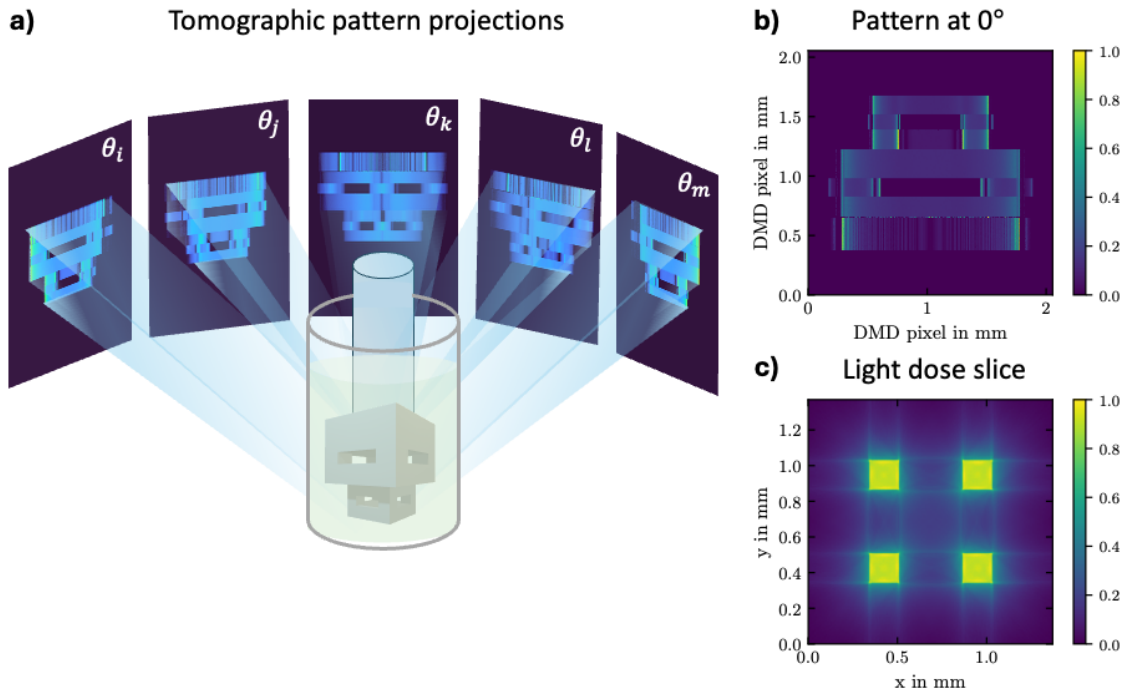 a)
Tomographic pattern projections
θi
θj
θk
θl
θm
b)
Pattern at 0°
DMD pixel in mm
2.0
1.5
1.0
0.5
0.0
0
1
2
DMD pixel in mm
1.0
0.8
0.6
0.4
0.2
0.0
c)
Light dose slice
y in mm
1.2
1.0
0.8
0.6
0.4
0.2
0.0
0.0
0.5
1.0
x in mm
1.0
0.8
0.6
0.4
0.2
0.0